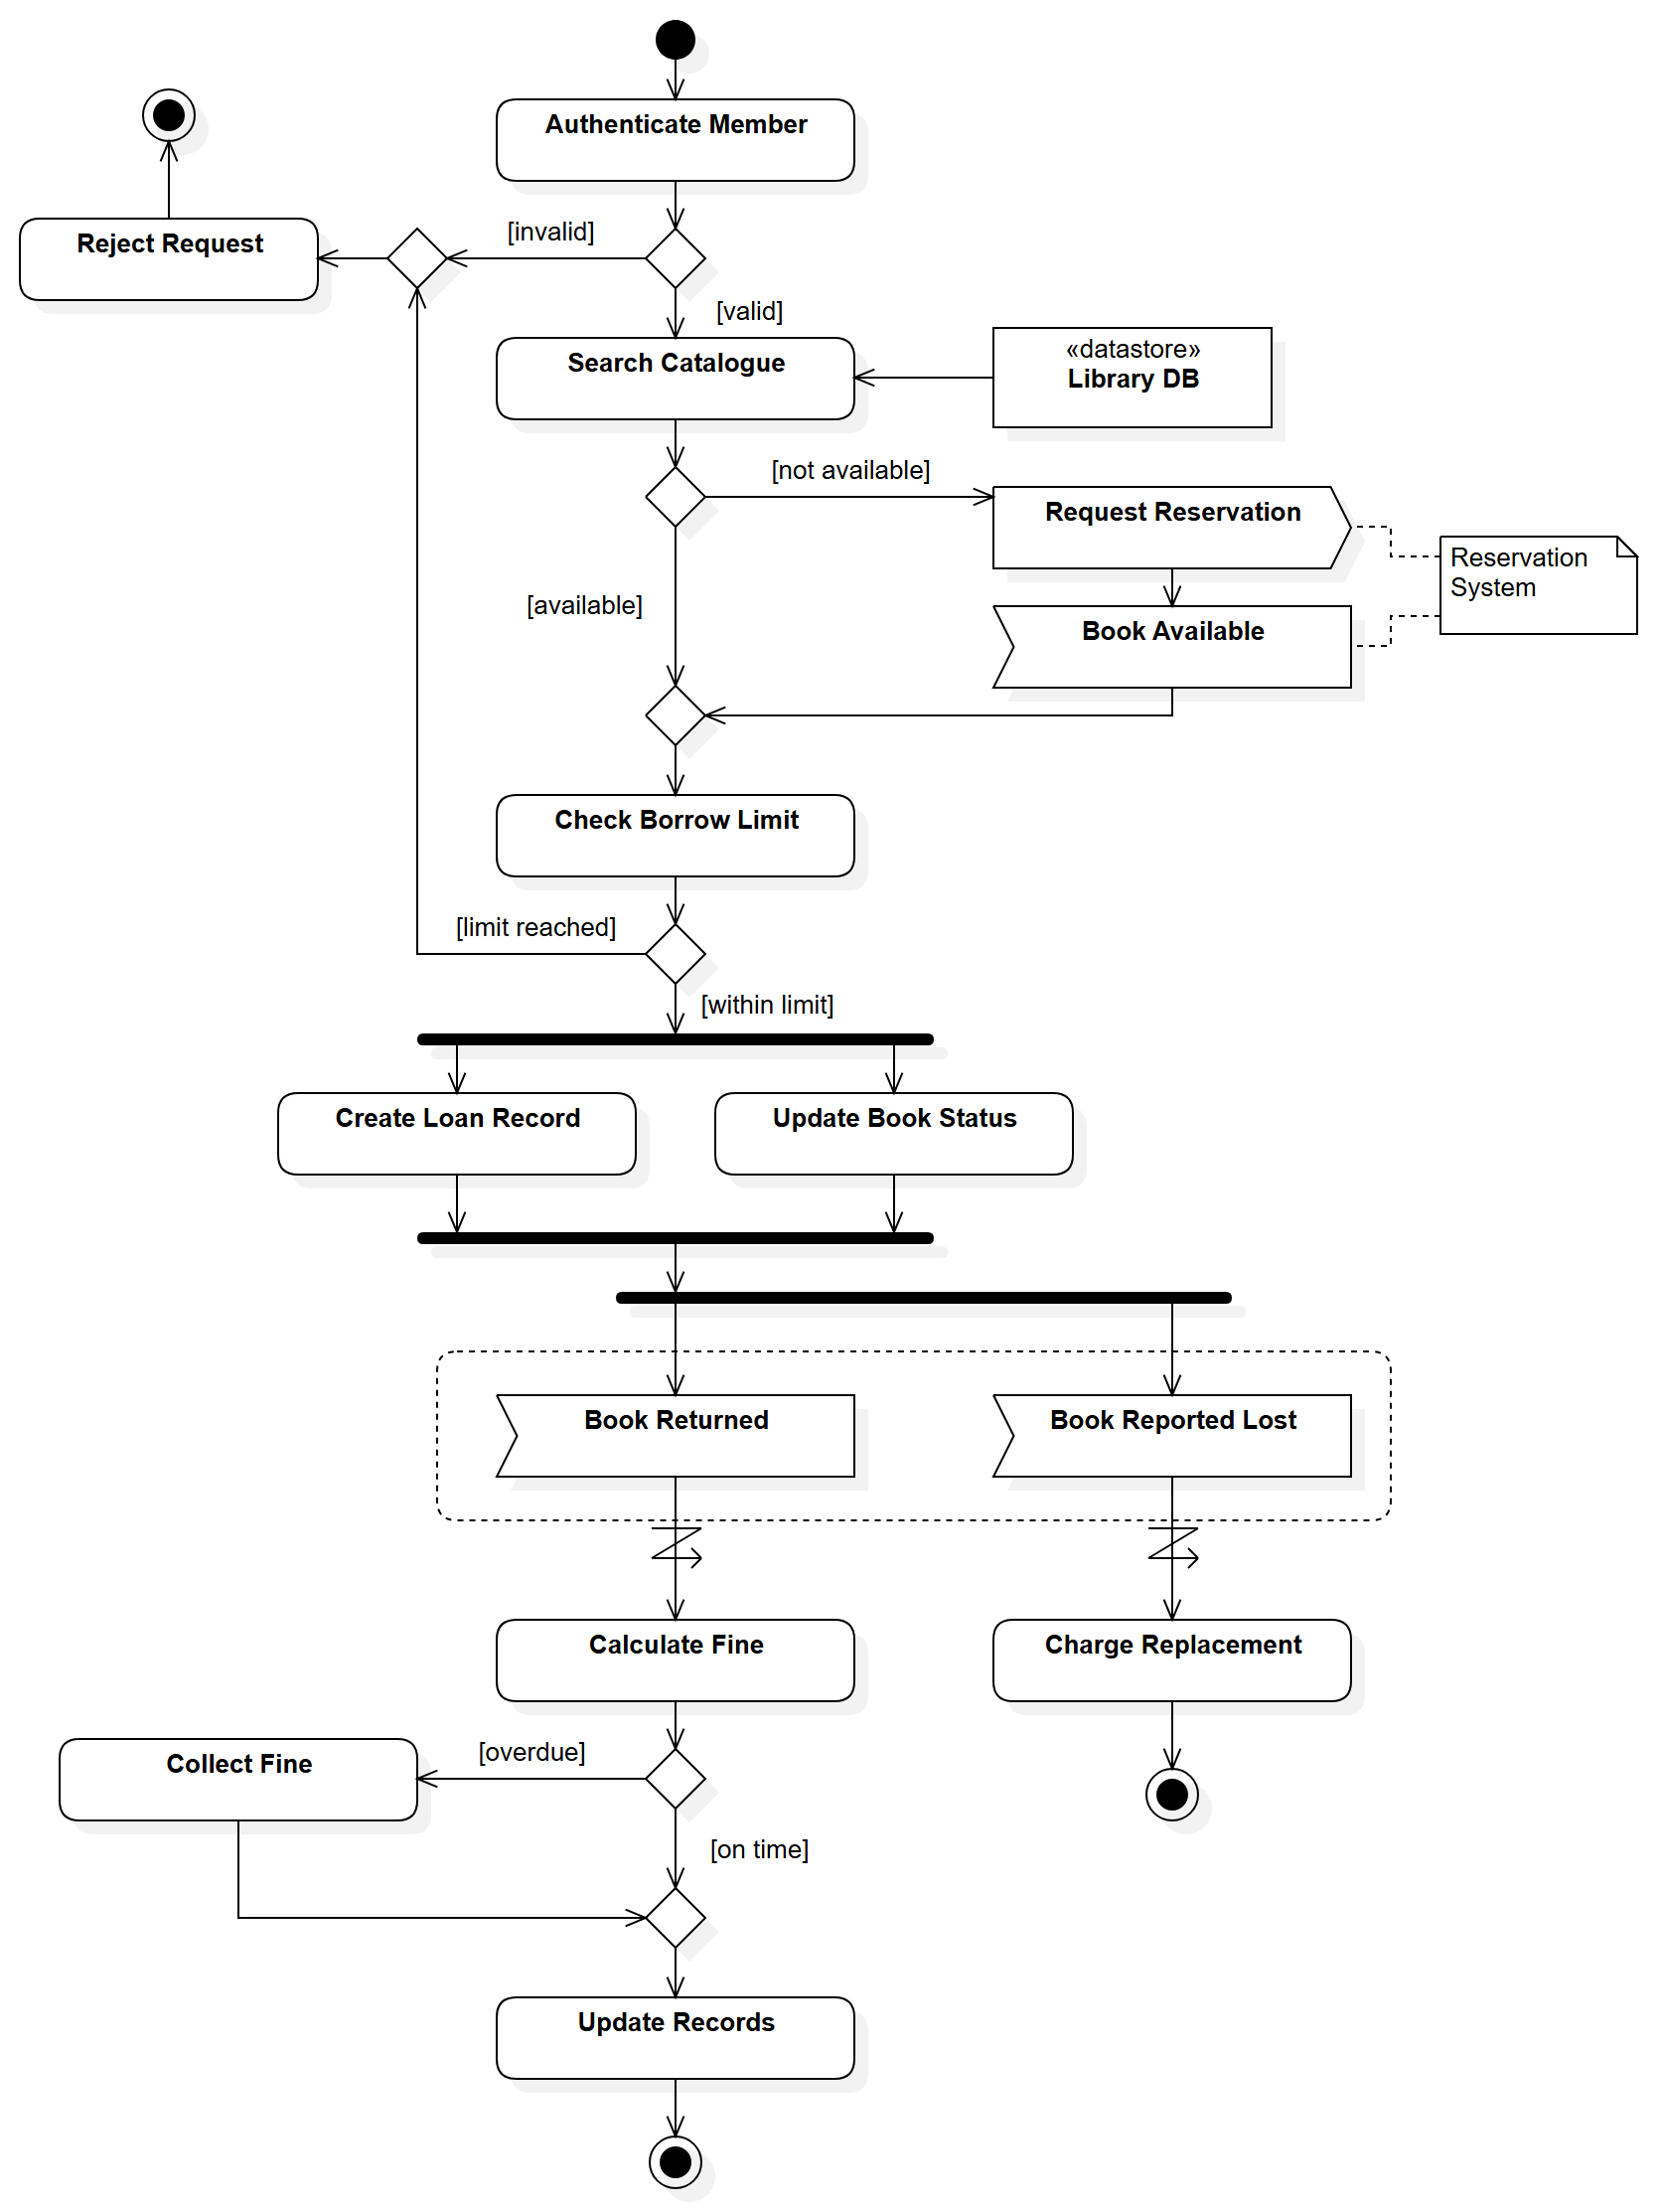 Authenticate Member
[invalid]
Reject Request
[valid]
Search Catalogue
«datastore»
Library DB
[not available]
Request Reservation
Reservation
System
[available]
Book Available
Check Borrow Limit
[limit reached]
[within limit]
Create Loan Record
Update Book Status
Book Returned
Book Reported Lost
Calculate Fine
Charge Replacement
[overdue]
Collect Fine
[on time]
Update Records